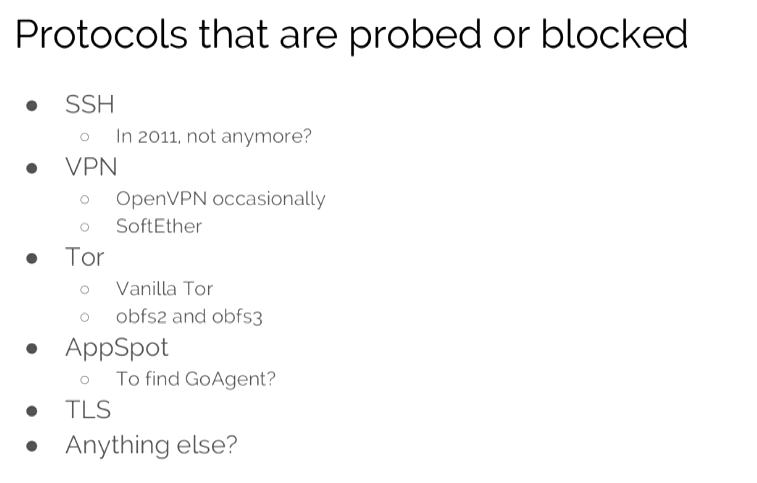 Protocols that are probed or blocked
● SSH
○ In 2011, not anymore?
● VPN
○ OpenVPN occasionally
○ SoftEther
● Tor
○ Vanilla Tor
○ obfs2 and obfs3
● AppSpot
○ To find GoAgent?
● TLS
● Anything else?